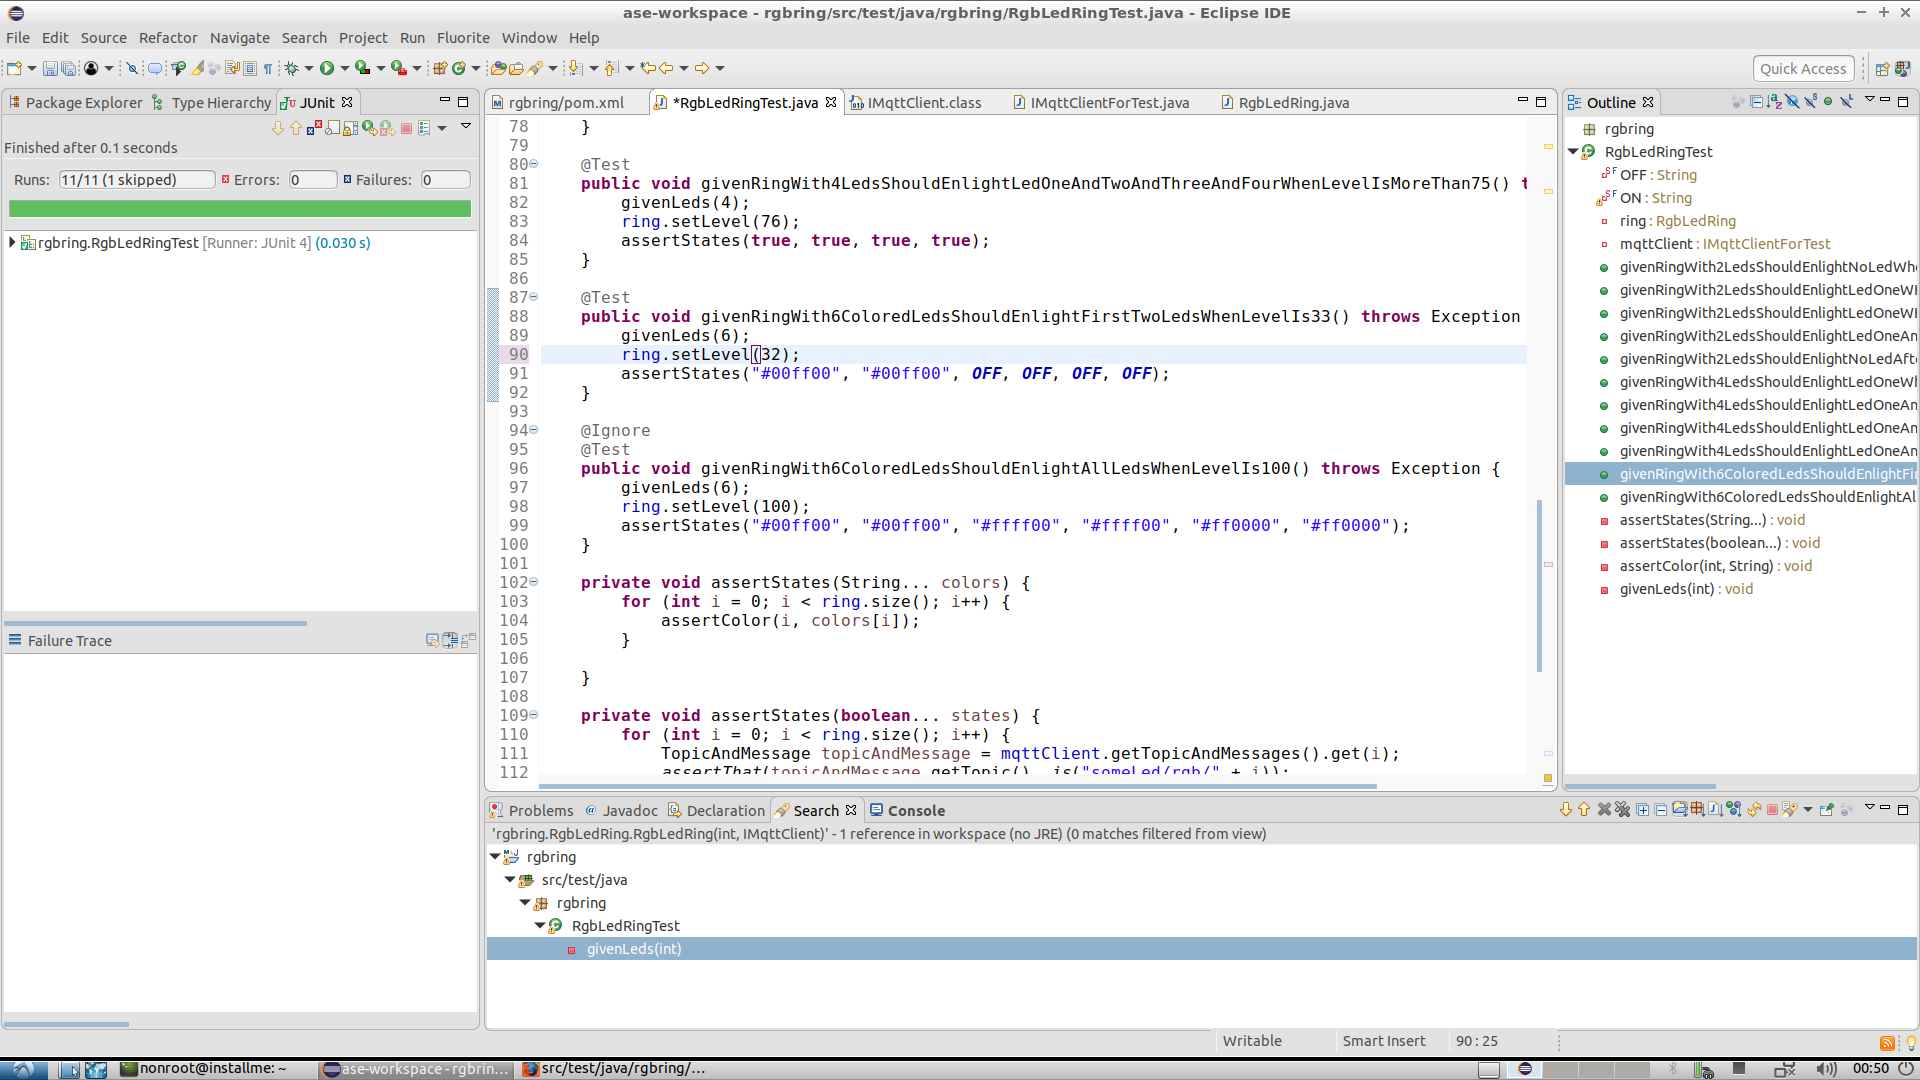 ase-workspace - rgbring/src/test/java/rgbring/RgbLedRingTest.java - Eclipse IDE
File Edit Source Refactor Navigate Search Project Run Fluorite Window Help
Quick Access
Package Explorer Type Hierarchy JUnit
Finished after 0.1 seconds
Runs: 11/11 (1 skipped) Errors: 0 Failures: 0
rgbring.RgbLedRingTest [Runner: JUnit 4] (0.030 s)
Failure Trace
rgbring/pom.xml *RgbLedRingTest.java IMqttClient.class IMqttClientForTest.java RgbLedRing.java
78 }
79
80 @Test
81 public void givenRingWith4LedsShouldEnlightLedOneAndTwoAndThreeAndFourWhenLevelIsMoreThan75() t
82 givenLeds(4);
83 ring.setLevel(76);
84 assertStates(true, true, true, true);
85 }
86
87 @Test
88 public void givenRingWith6ColoredLedsShouldEnlightFirstTwoLedsWhenLevelIs33() throws Exception
89 givenLeds(6);
90 ring.setLevel(32);
91 assertStates("#00ff00", "#00ff00", OFF, OFF, OFF, OFF);
92 }
93
94 @Ignore
95 @Test
96 public void givenRingWith6ColoredLedsShouldEnlightAllLedsWhenLevelIs100() throws Exception {
97 givenLeds(6);
98 ring.setLevel(100);
99 assertStates("#00ff00", "#00ff00", "#ffff00", "#ffff00", "#ff0000", "#ff0000");
100 }
101
102 private void assertStates(String... colors) {
103 for (int i = 0; i < ring.size(); i++) {
104 assertColor(i, colors[i]);
105 }
106
107 }
108
109 private void assertStates(boolean... states) {
110 for (int i = 0; i < ring.size(); i++) {
111 TopicAndMessage topicAndMessage = mqttClient.getTopicAndMessages().get(i);
112 assertThat(topicAndMessage.getTopic(), is("someLed/rgb/" + i));
Outline
rgbring
RgbLedRingTest
OFF : String
ON : String
ring : RgbLedRing
mqttClient : IMqttClientForTest
givenRingWith2LedsShouldEnlightNoLedWhe
givenRingWith2LedsShouldEnlightLedOneWh
givenRingWith2LedsShouldEnlightLedOneWh
givenRingWith2LedsShouldEnlightLedOneAn
givenRingWith2LedsShouldEnlightNoLedAfte
givenRingWith4LedsShouldEnlightLedOneWh
givenRingWith4LedsShouldEnlightLedOneAn
givenRingWith4LedsShouldEnlightLedOneAn
givenRingWith4LedsShouldEnlightLedOneAn
givenRingWith6ColoredLedsShouldEnlightFir
givenRingWith6ColoredLedsShouldEnlightAl
assertStates(String...) : void
assertStates(boolean...) : void
assertColor(int, String) : void
givenLeds(int) : void
Problems Javadoc Declaration Search Console
'rgbring.RgbLedRing.RgbLedRing(int, IMqttClient)' - 1 reference in workspace (no JRE) (0 matches filtered from view)
rgbring
src/test/java
rgbring
RgbLedRingTest
givenLeds(int)
Writable Smart Insert 90 : 25
nonroot@installme: ~ ase-workspace - rgbrin... src/test/java/rgbring/... 00:50